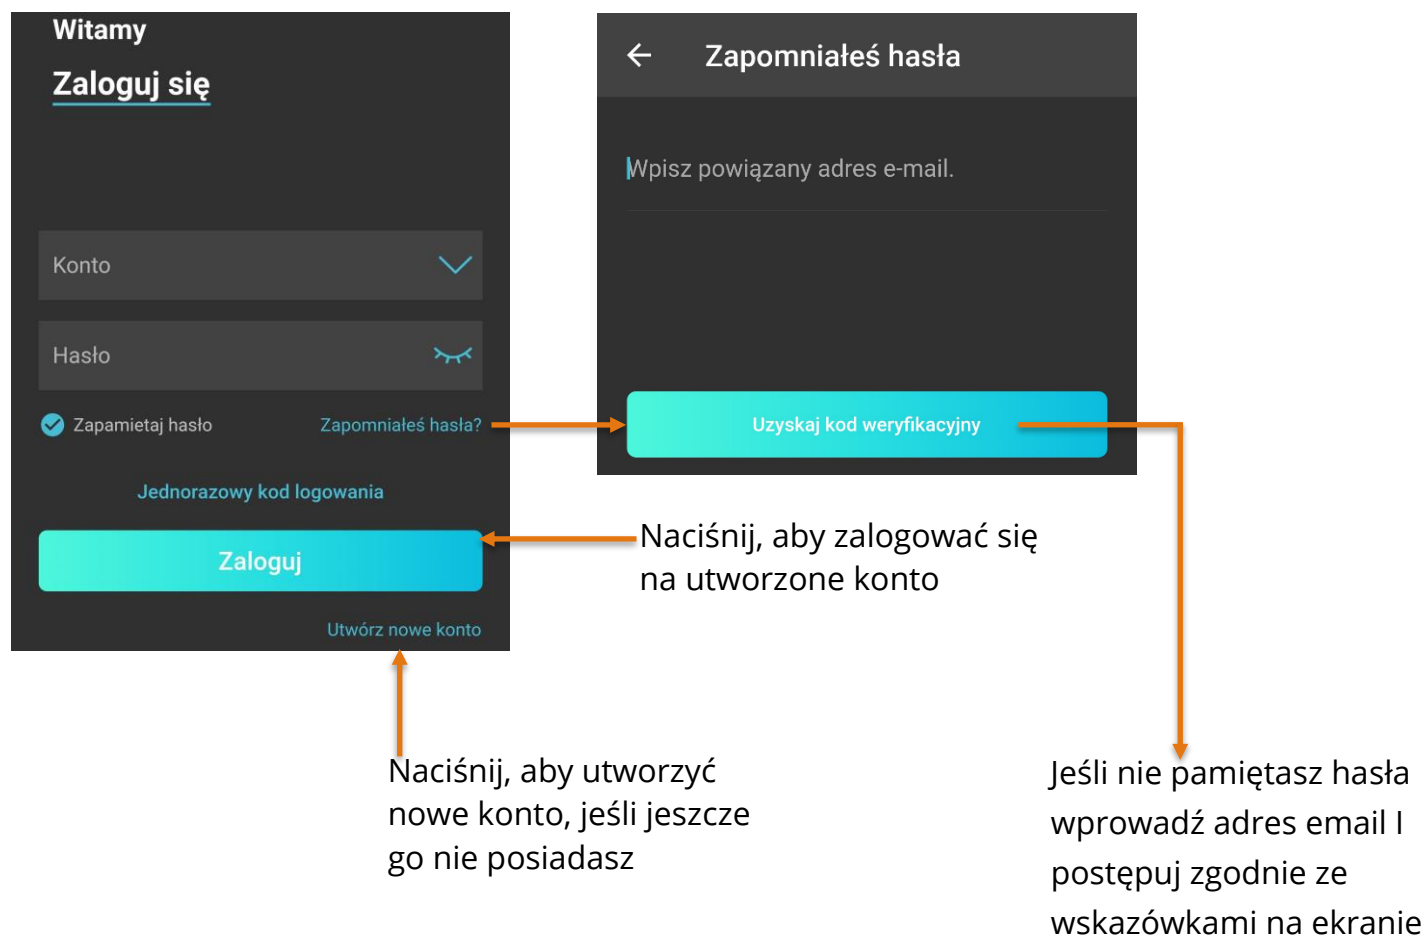 Witamy
Zaloguj się
Konto
Hasło
Zapamietaj hasło
Zapomniałeś hasła?
Jednorazowy kod logowania
Zaloguj
Utwórz nowe konto
Zapomniałeś hasła
Wpisz powiązany adres e-mail.
Uzyskaj kod weryfikacyjny
Naciśnij, aby zalogować się
na utworzone konto
Naciśnij, aby utworzyć
nowe konto, jeśli jeszcze
go nie posiadasz
Jeśli nie pamiętasz hasła
wprowadź adres email I
postępuj zgodnie ze
wskazówkami na ekranie